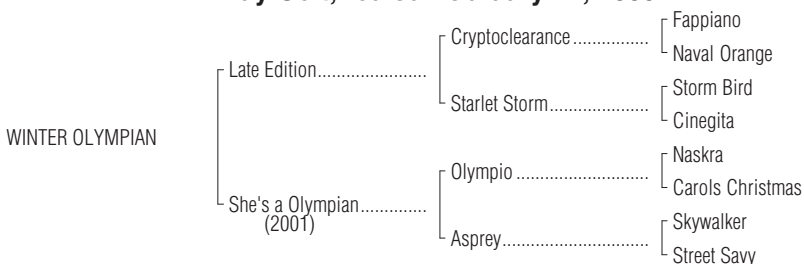 Fappiano
Cryptoclearance................
Naval Orange
Late Edition.......................
Storm Bird
Starlet Storm.....................
Cinegita
WINTER OLYMPIAN
Naskra
Olympio ............................
Carols Christmas
She's a Olympian..............
(2001)
Skywalker
Asprey...............................
Street Savvy